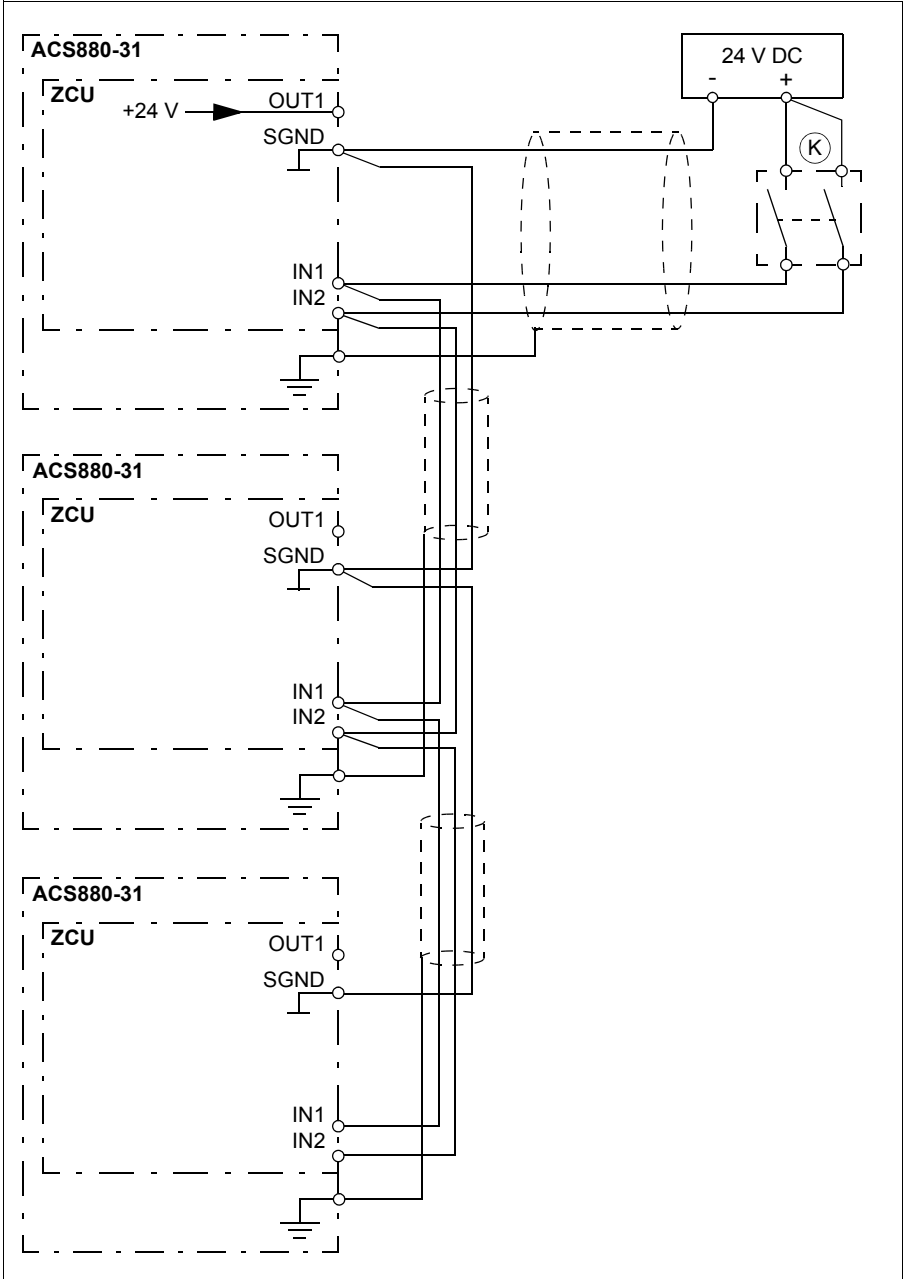 ACS880-31
ZCU
+24 V
OUT1
SGND
IN1
IN2
24 V DC
- +
K
ACS880-31
ZCU
OUT1
SGND
IN1
IN2
ACS880-31
ZCU
OUT1
SGND
IN1
IN2